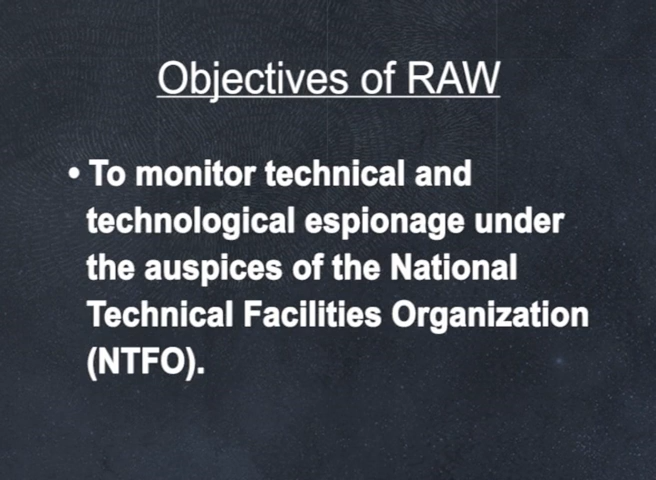 Objectives of RAW
• To monitor technical and
technological espionage under
the auspices of the National
Technical Facilities Organization
(NTFO).